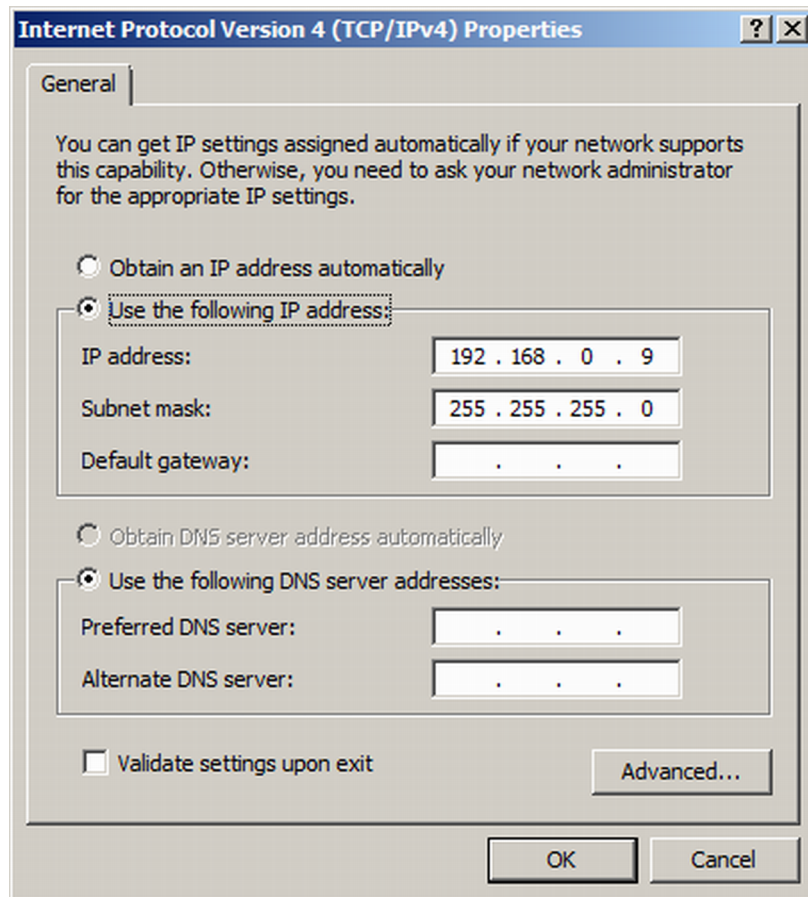 Internet Protocol Version 4 (TCP/IPv4) Properties
General
You can get IP settings assigned automatically if your network supports
this capability. Otherwise, you need to ask your network administrator
for the appropriate IP settings.
Obtain an IP address automatically
Use the following IP address:
IP address: 192 . 168 . 0 . 9
Subnet mask: 255 . 255 . 255 . 0
Default gateway: . . .
Obtain DNS server address automatically
Use the following DNS server addresses:
Preferred DNS server: . . .
Alternate DNS server: . . .
Validate settings upon exit
Advanced...
OK Cancel